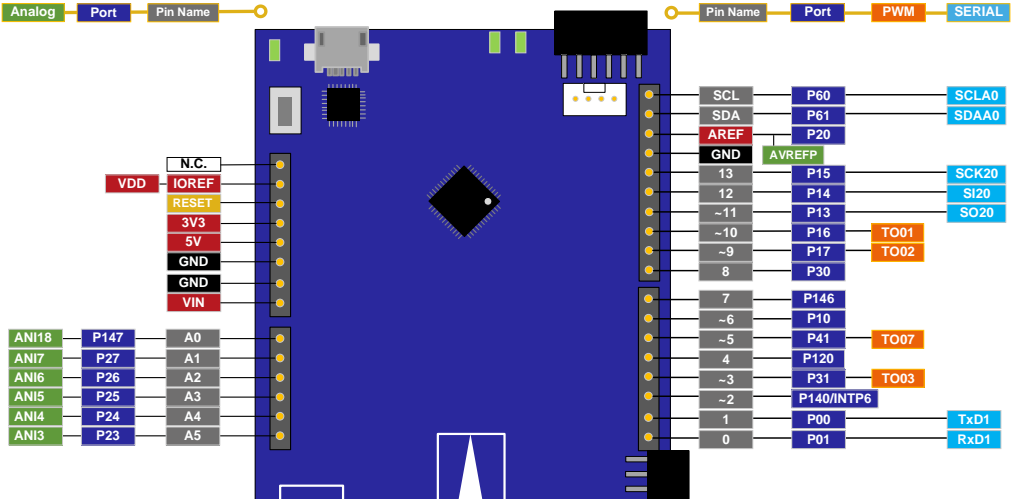 Analog Port Pin Name
Pin Name Port PWM SERIAL
N.C.
VDD IOREF
RESET
3V3
5V
GND
GND
VIN
ANI18 P147 A0
ANI7 P27 A1
ANI6 P26 A2
ANI5 P25 A3
ANI4 P24 A4
ANI3 P23 A5
SCL P60 SCLA0
SDA P61 SDAA0
AREF P20
GND AVREFP
13 P15 SCK20
12 P14 SI20
~11 P13 SO20
~10 P16 TO01
~9 P17 TO02
8 P30
7 P146
~6 P10
~5 P41 TO07
4 P120
~3 P31 TO03
~2 P140/INTP6
1 P00 TxD1
0 P01 RxD1